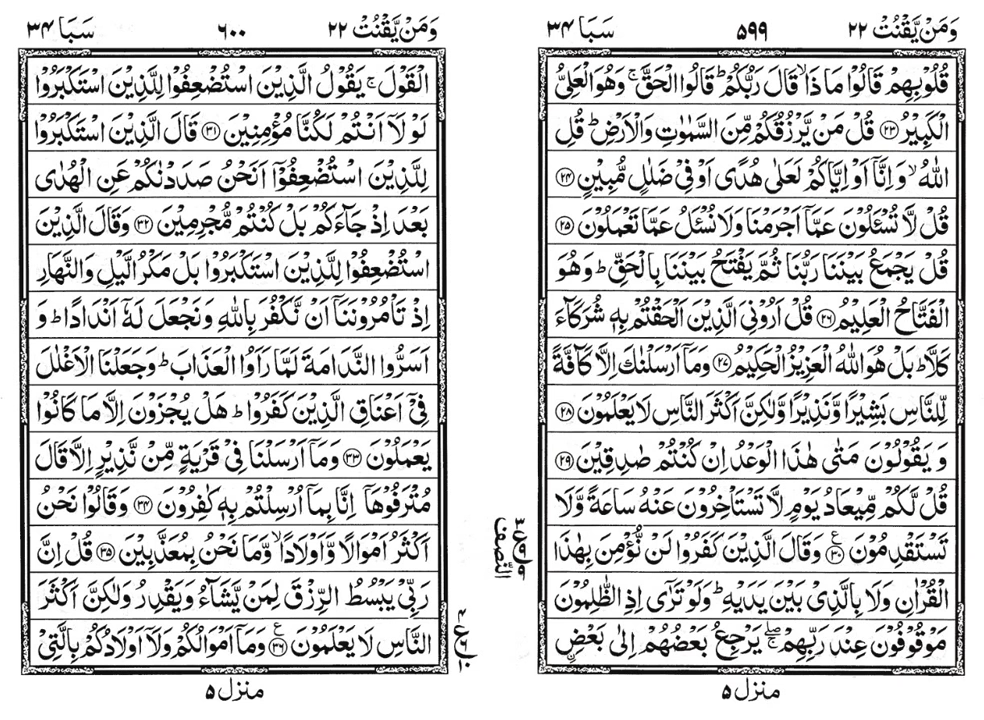 وَمَنْ يَّقْنُتْ ٢٢ ٥٩٩ سَبَا ٣٤
قُلُوْبِهِمْ قَالُوْا مَا ذَا ۙ قَالَ رَبُّكُمْ ؕ قَالُوا الْحَقَّ ۚ وَهُوَ الْعَلِيُّ
الْكَبِيْرُ ﴿٢٣﴾ قُلْ مَنْ يَّرْزُقُكُمْ مِّنَ السَّمٰوٰتِ وَالْاَرْضِ ؕ قُلِ
اللّٰهُ ۙ وَاِنَّاۤ اَوْ اِيَّاكُمْ لَعَلٰى هُدًى اَوْ فِيْ ضَلٰلٍ مُّبِيْنٍ ﴿٢٤﴾
قُلْ لَّا تُسْـَٔلُوْنَ عَمَّاۤ اَجْرَمْنَا وَلَا نُسْـَٔلُ عَمَّا تَعْمَلُوْنَ ﴿٢٥﴾
قُلْ يَجْمَعُ بَيْنَنَا رَبُّنَا ثُمَّ يَفْتَحُ بَيْنَنَا بِالْحَقِّ ؕ وَهُوَ
الْفَتَّاحُ الْعَلِيْمُ ﴿٢٦﴾ قُلْ اَرُوْنِيَ الَّذِيْنَ اَلْحَقْتُمْ بِهٖ شُرَكَآءَ
كَلَّا ؕ بَلْ هُوَ اللّٰهُ الْعَزِيْزُ الْحَكِيْمُ ﴿٢٧﴾ وَمَاۤ اَرْسَلْنٰكَ اِلَّا كَآفَّةً
لِّلنَّاسِ بَشِيْرًا وَّنَذِيْرًا وَّلٰكِنَّ اَكْثَرَ النَّاسِ لَا يَعْلَمُوْنَ ﴿٢٨﴾
وَيَقُوْلُوْنَ مَتٰى هٰذَا الْوَعْدُ اِنْ كُنْتُمْ صٰدِقِيْنَ ﴿٢٩﴾
قُلْ لَّكُمْ مِّيْعَادُ يَوْمٍ لَّا تَسْتَاْخِرُوْنَ عَنْهُ سَاعَةً وَّلَا
تَسْتَقْدِمُوْنَ ﴿٣٠﴾ ع وَقَالَ الَّذِيْنَ كَفَرُوْا لَنْ نُّؤْمِنَ بِهٰذَا
الْقُرْاٰنِ وَلَا بِالَّذِيْ بَيْنَ يَدَيْهِ ؕ وَلَوْ تَرٰۤى اِذِ الظّٰلِمُوْنَ
مَوْقُوْفُوْنَ عِنْدَ رَبِّهِمْ ۖۚ يَرْجِعُ بَعْضُهُمْ اِلٰى بَعْضِ ࣙالْ
منزل ٥
النصف
وَمَنْ يَّقْنُتْ ٢٢ ٦٠٠ سَبَا ٣٤
الْقَوْلَ ۚ يَقُوْلُ الَّذِيْنَ اسْتُضْعِفُوْا لِلَّذِيْنَ اسْتَكْبَرُوْا
لَوْ لَاۤ اَنْتُمْ لَكُنَّا مُؤْمِنِيْنَ ﴿٣١﴾ قَالَ الَّذِيْنَ اسْتَكْبَرُوْا
لِلَّذِيْنَ اسْتُضْعِفُوْۤا اَنَحْنُ صَدَدْنٰكُمْ عَنِ الْهُدٰى
بَعْدَ اِذْ جَآءَكُمْ بَلْ كُنْتُمْ مُّجْرِمِيْنَ ﴿٣٢﴾ وَقَالَ الَّذِيْنَ
اسْتُضْعِفُوْا لِلَّذِيْنَ اسْتَكْبَرُوْا بَلْ مَكْرُ الَّيْلِ وَالنَّهَارِ
اِذْ تَاْمُرُوْنَنَاۤ اَنْ نَّكْفُرَ بِاللّٰهِ وَنَجْعَلَ لَهٗۤ اَنْدَادًا ؕ وَ
اَسَرُّوا النَّدَامَةَ لَمَّا رَاَوُا الْعَذَابَ ؕ وَجَعَلْنَا الْاَغْلٰلَ
فِيْۤ اَعْنَاقِ الَّذِيْنَ كَفَرُوْا ؕ هَلْ يُجْزَوْنَ اِلَّا مَا كَانُوْا
يَعْمَلُوْنَ ﴿٣٣﴾ وَمَاۤ اَرْسَلْنَا فِيْ قَرْيَةٍ مِّنْ نَّذِيْرٍ اِلَّا قَالَ
مُتْرَفُوْهَاۤ اِنَّا بِمَاۤ اُرْسِلْتُمْ بِهٖ كٰفِرُوْنَ ﴿٣٤﴾ وَقَالُوْا نَحْنُ
اَكْثَرُ اَمْوَالًا وَّاَوْلَادًا ۙ وَّمَا نَحْنُ بِمُعَذَّبِيْنَ ﴿٣٥﴾ قُلْ اِنَّ
رَبِّيْ يَبْسُطُ الرِّزْقَ لِمَنْ يَّشَآءُ وَيَقْدِرُ وَلٰكِنَّ اَكْثَرَ
النَّاسِ لَا يَعْلَمُوْنَ ﴿٣٦﴾ ع وَمَاۤ اَمْوَالُكُمْ وَلَاۤ اَوْلَادُكُمْ بِالَّتِيْ
منزل ٥